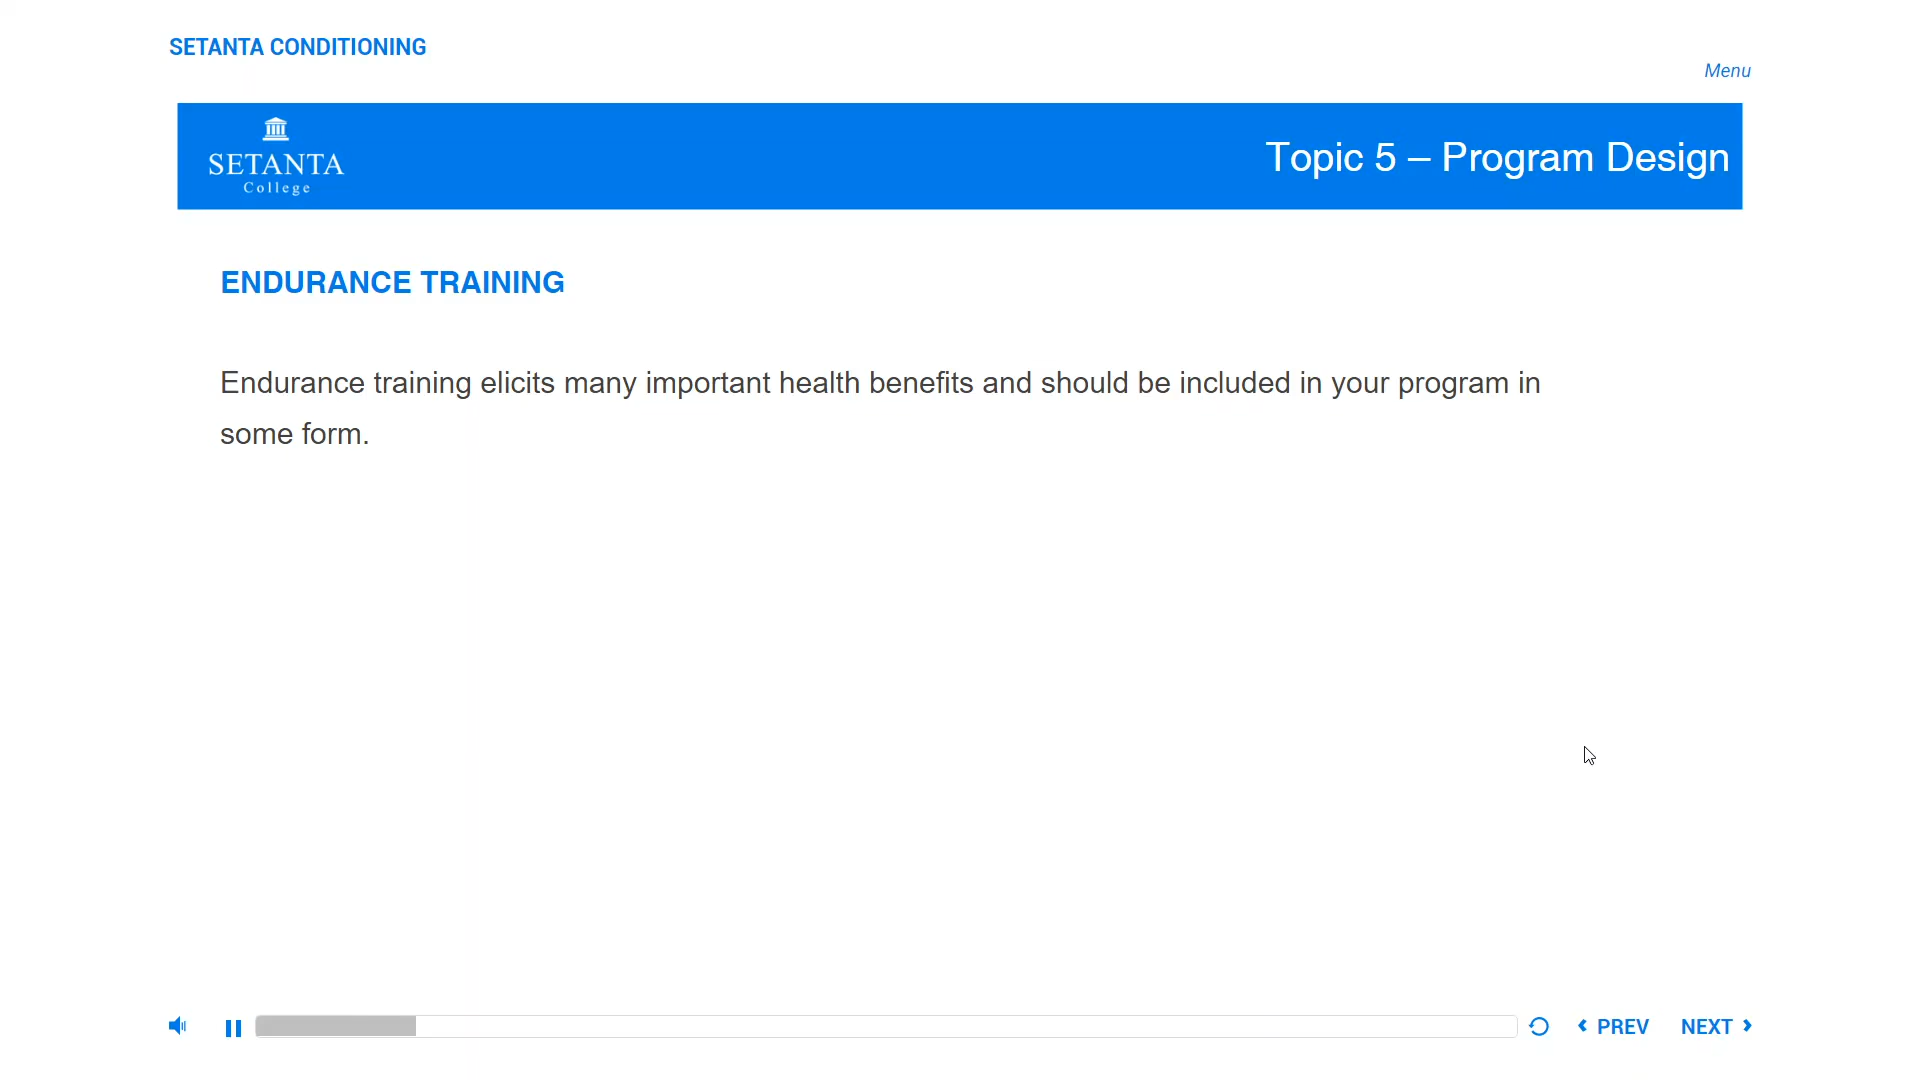 SETANTA CONDITIONING
Menu
SETANTA
College
Topic 5 – Program Design
ENDURANCE TRAINING
Endurance training elicits many important health benefits and should be included in your program in
some form.
PREV
NEXT